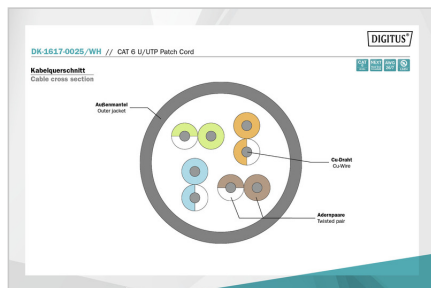 DIGITUS®
DK-1617-0025/WH // CAT 6 U/UTP Patch Cord
Kabelquerschnitt
Cable cross section
Außenmantel
Outer jacket
Cu-Draht
Cu-Wire
Adernpaare
Twisted pair